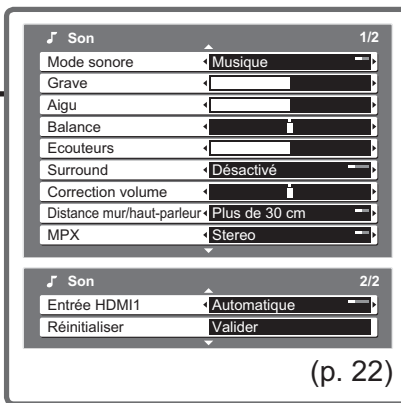 Son 1/2
Mode sonore Musique
Grave
Aigu
Balance
Ecouteurs
Surround Désactivé
Correction volume
Distance mur/haut-parleur Plus de 30 cm
MPX Stereo
Son 2/2
Entrée HDMI1 Automatique
Réinitialiser Valider
(p. 22)